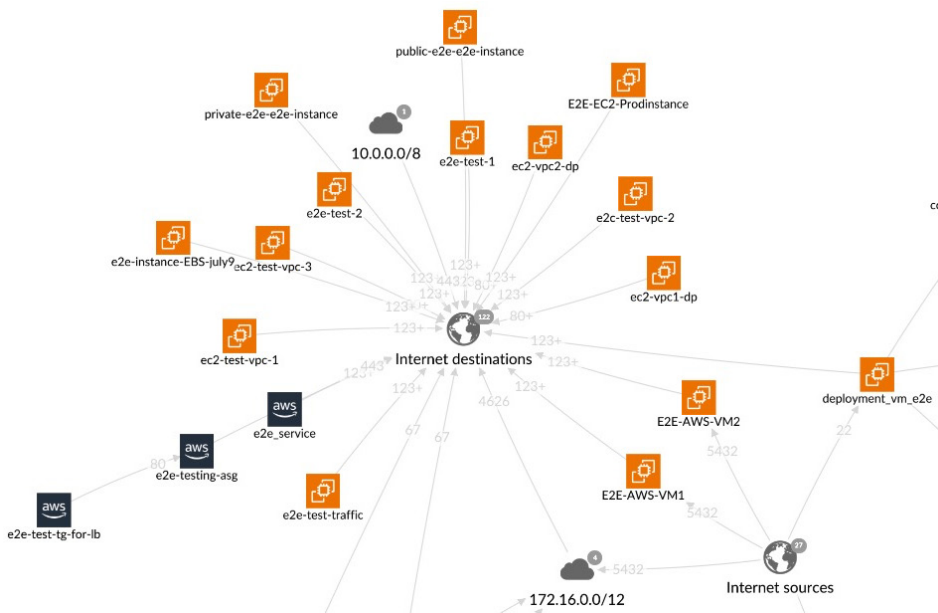 public-e2e-e2e-instance
private-e2e-e2e-instance
1
E2E-EC2-Prodinstance
10.0.0.0/8
e2e-test-1
ec2-vpc2-dp
e2e-test-2
e2c-test-vpc-2
co
e2e-instance-EBS-july9
ec2-test-vpc-3
123+
123+
123+
ec2-vpc1-dp
123+
123+
123+
80+
122
123+
ec2-test-vpc-1
123+
Internet destinations
443
123+
123+
123+
deployment_vm_e2e
aws
e2e_service
4626
E2E-AWS-VM2
67
67
22
aws
80
e2e-testing-asg
5432
E2E-AWS-VM1
aws
e2e-test-traffic
5432
e2e-test-tg-for-lb
27
4
5432
Internet sources
172.16.0.0/12